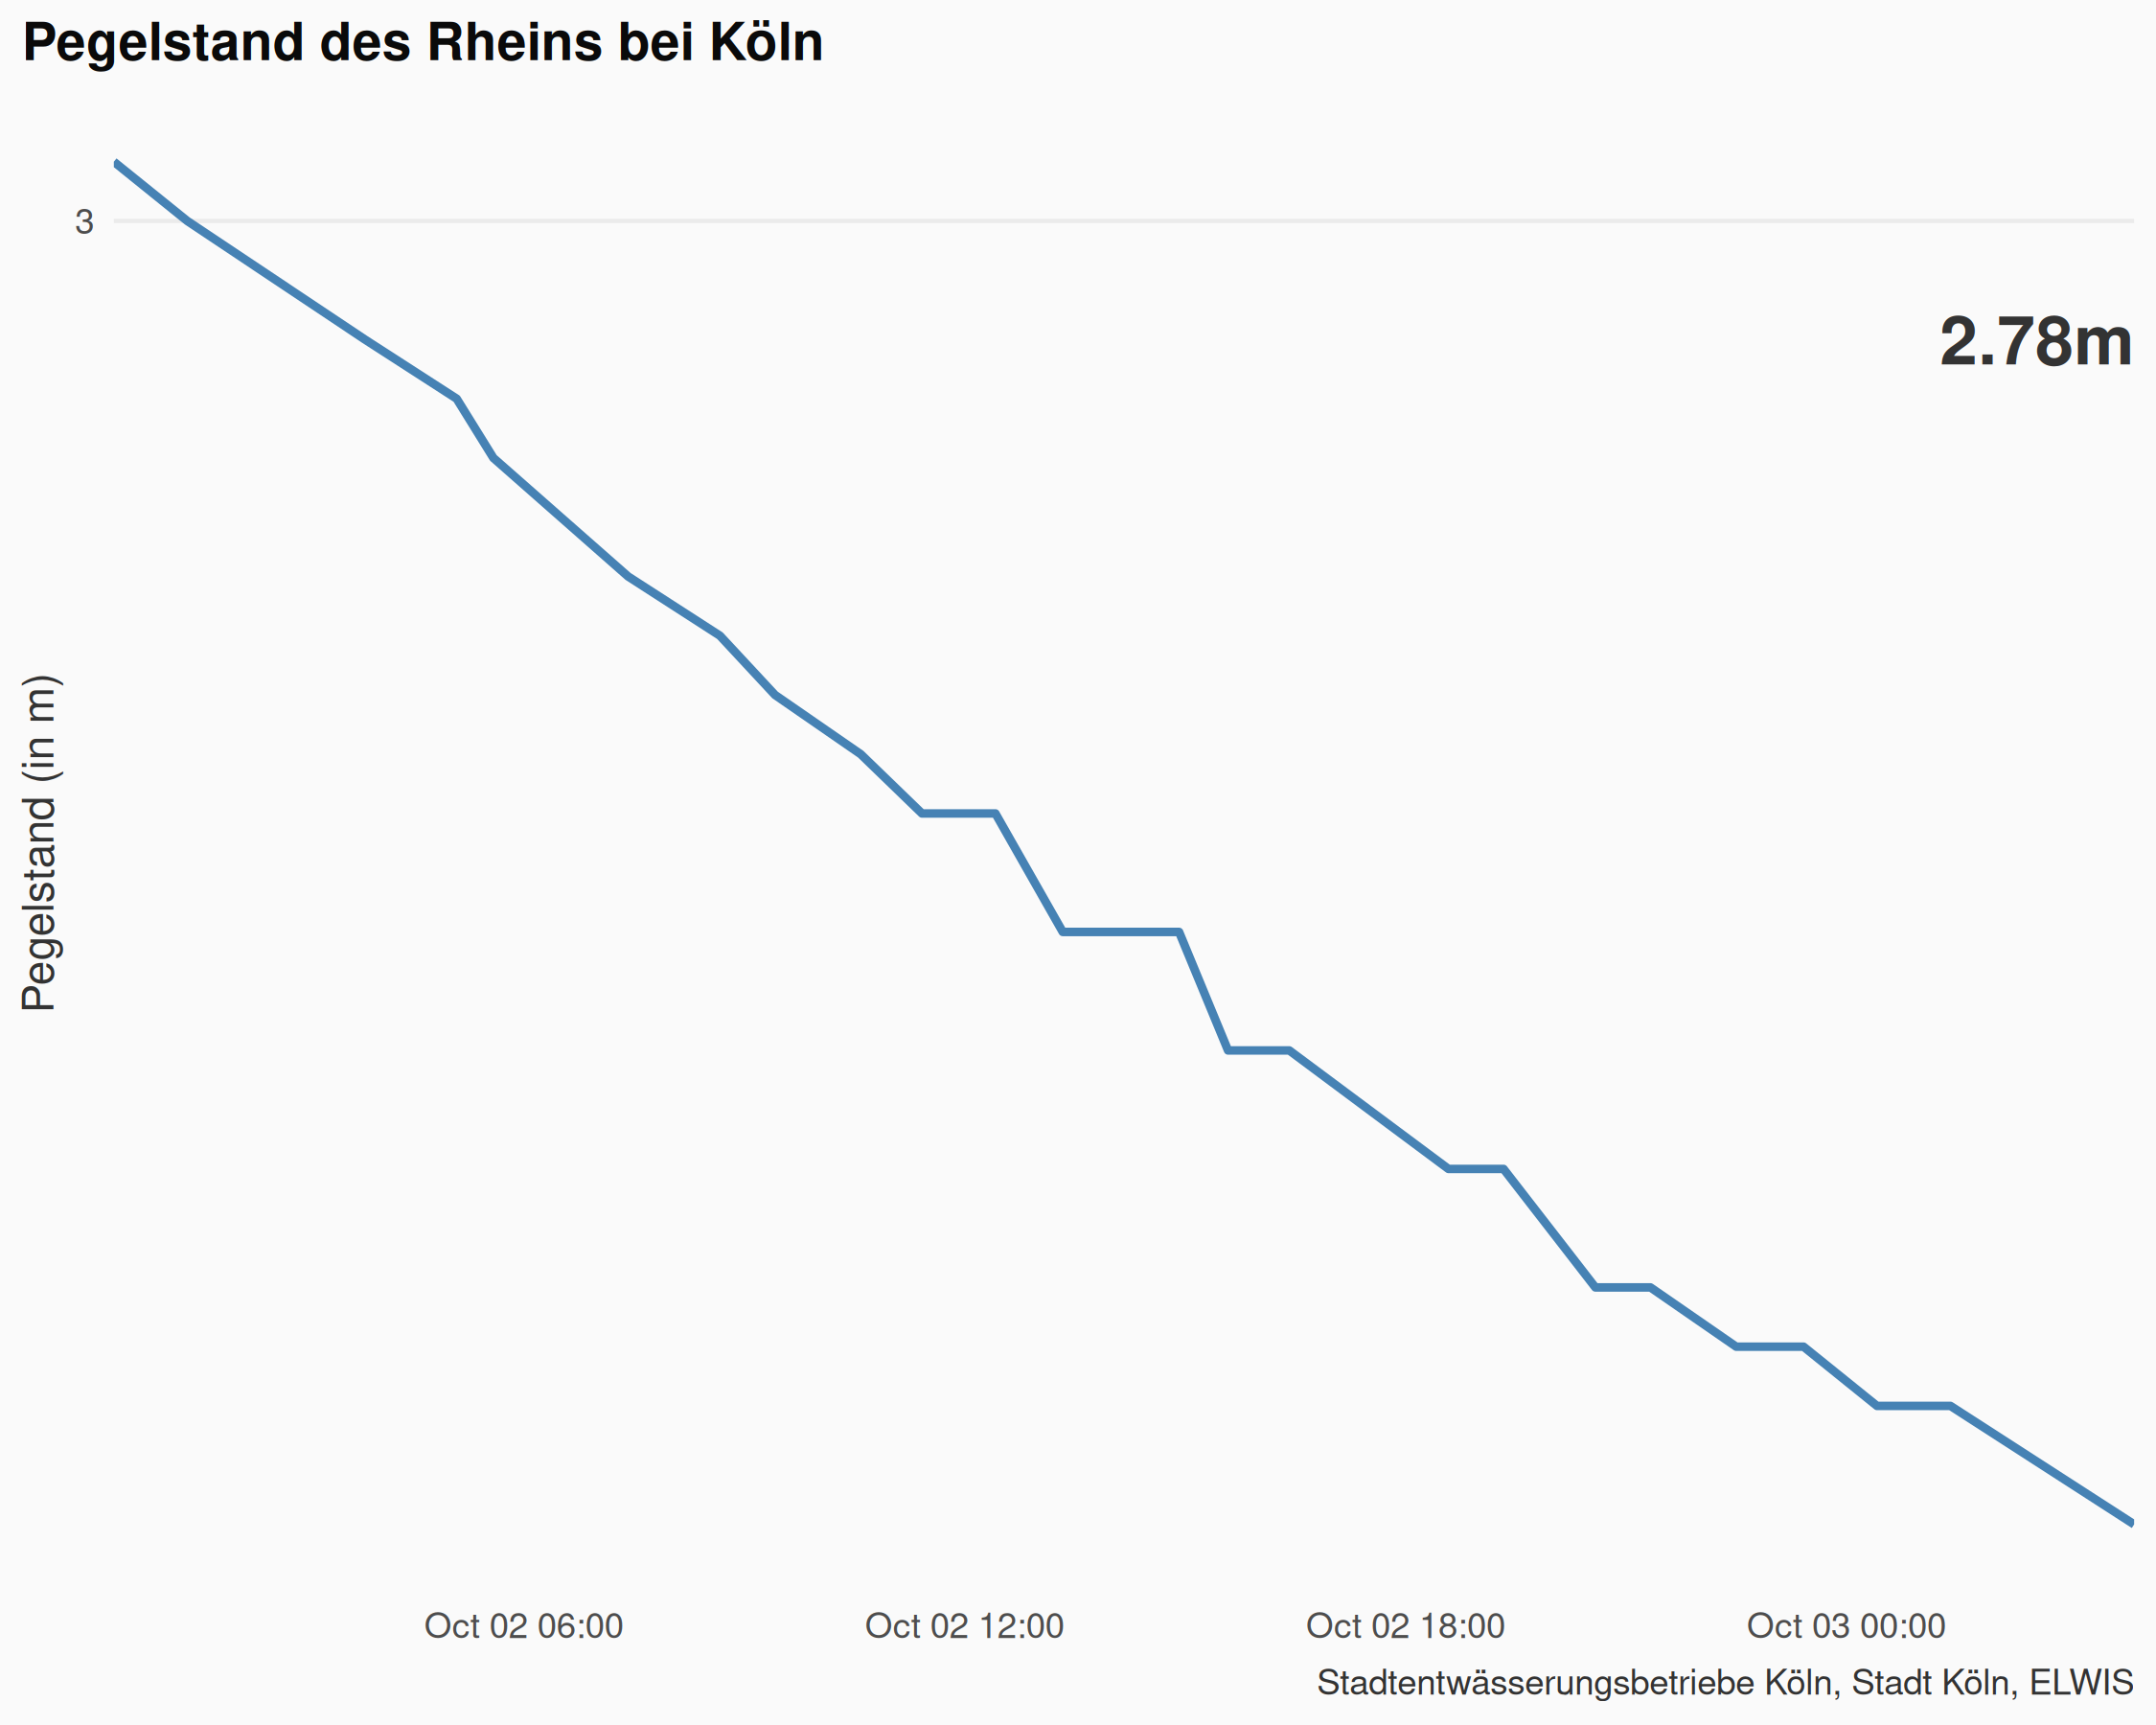 Pegelstand des Rheins bei Köln
3
2.78m
Pegelstand (in m)
Oct 02 06:00
Oct 02 12:00
Oct 02 18:00
Oct 03 00:00
Stadtentwässerungsbetriebe Köln, Stadt Köln, ELWIS